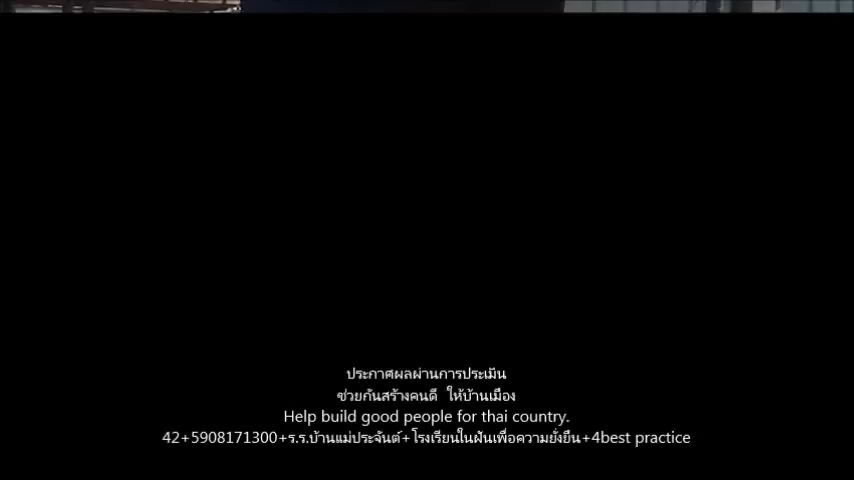 ประกาศผลผ่านการประเมิน
ช่วยกันสร้างคนดี ให้บ้านเมือง
Help build good people for thai country.
42+5908171300+ร.ร.บ้านแม่ประจันต์+โรงเรียนในฝันเพื่อความยั่งยืน+4best practice